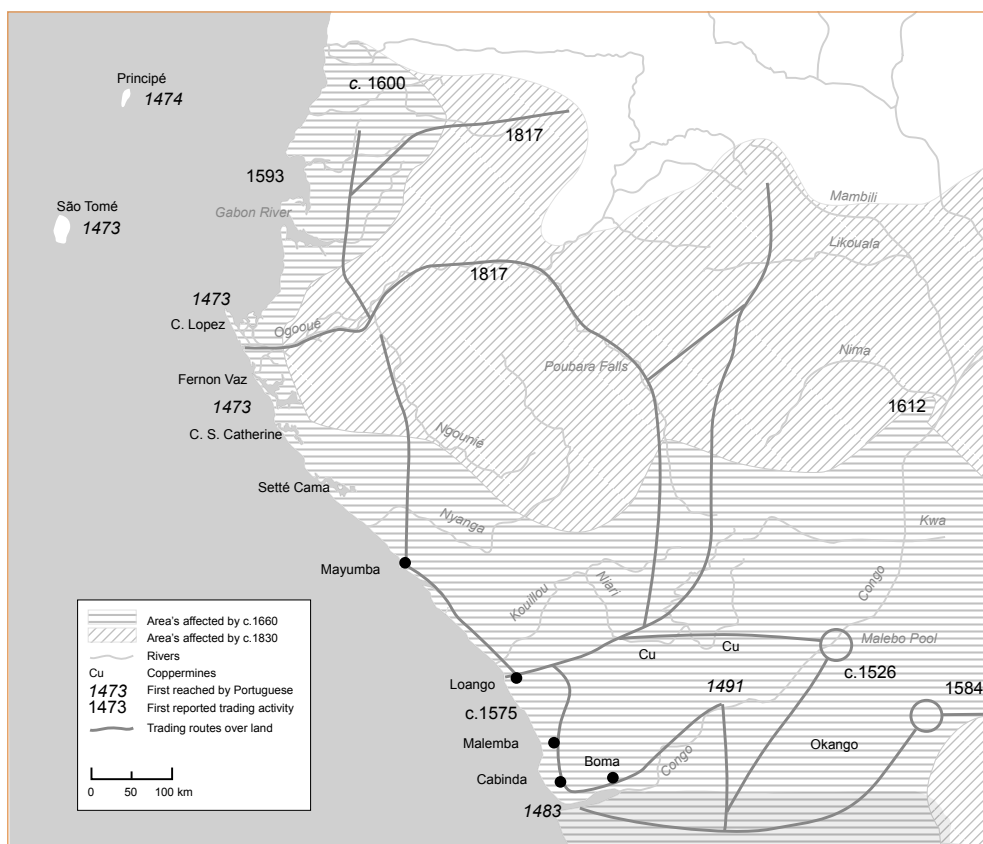 c. 1600
Principé
1474
1817
1593
Mambili
São Tomé
1473
Gabon River
Likouala
1817
1473
C. Lopez
Ogooué
Nima
Poubara Falls
Fernon Vaz
1473
1612
C. S. Catherine
Ngounié
Setté Cama
Nyanga
Kwa
Mayumba
Kouillou
Niari
Congo
Area's affected by c.1660
Area's affected by c.1830
Rivers
Cu Coppermines
1473 First reached by Portuguese
1473 First reported trading activity
Trading routes over land
0 50 100 km
Malebo Pool
Cu
Cu
c.1526
Loango
1491
1584
c.1575
Malemba
Okango
Boma
Congo
Cabinda
1483